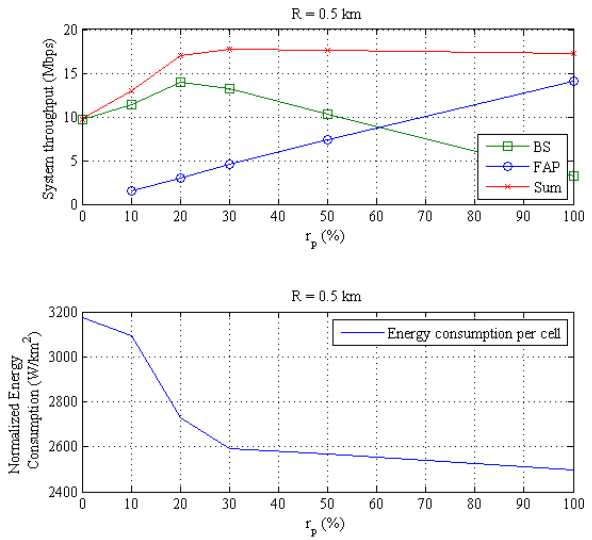 R = 0.5 km
System throughput (Mbps)
20
15
10
5
0
BS
FAP
Sum
0 10 20 30 40 50 60 70 80 90 100
r_p (%)
R = 0.5 km
Normalized Energy
Consumption (W/km²)
3200
3000
2800
2600
2400
Energy consumption per cell
0 10 20 30 40 50 60 70 80 90 100
r_p (%)